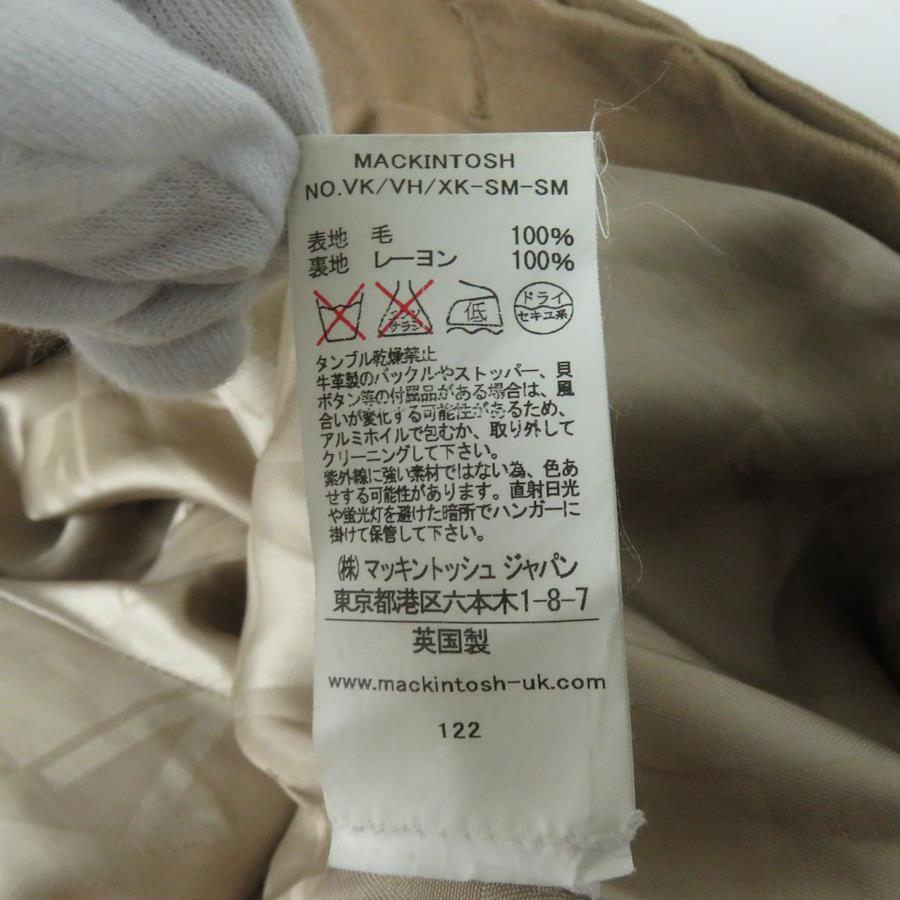 MACKINTOSH
NO.VK/VH/XK-SM-SM
表地 毛 100%
裏地 レーヨン 100%
エンソ サラシ 低 ドライ セキユ系
タンブル乾燥禁止
牛革製のバックルやストッパー、貝
ボタン等の付属品がある場合は、風
合いが変化する可能性があるため、
アルミホイルで包むか、取り外して
クリーニングして下さい。
紫外線に強い素材ではない為、色あ
せする可能性があります。直射日光
や蛍光灯を避けた暗所でハンガーに
掛けて保管して下さい。
㈱マッキントッシュ ジャパン
東京都港区六本木1-8-7
英国製
www.mackintosh-uk.com
122